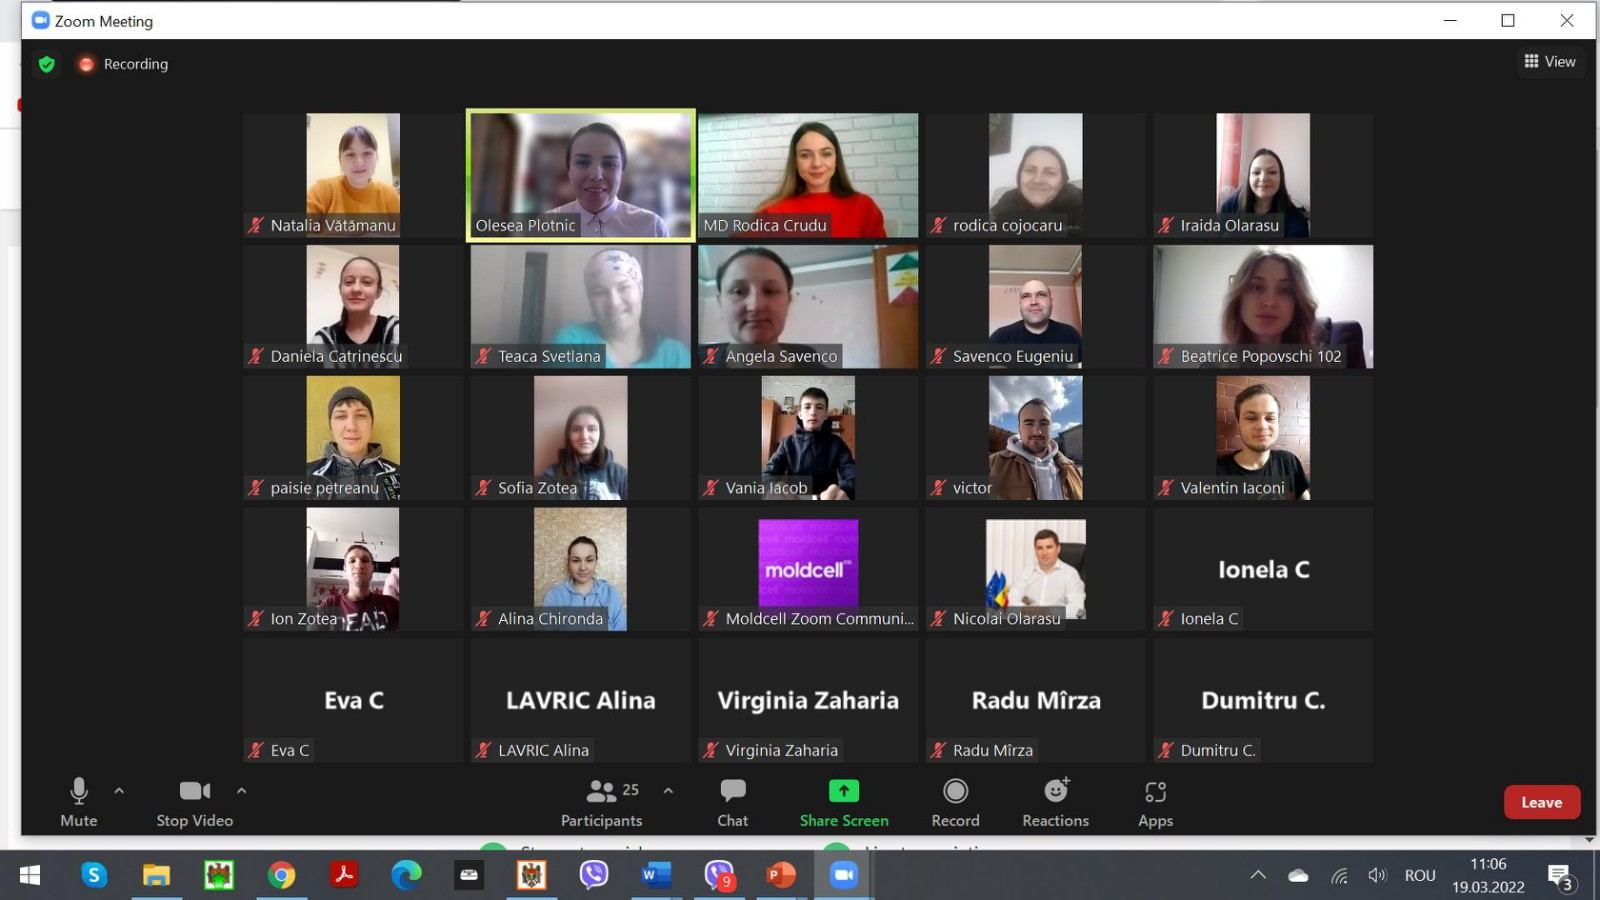 Zoom Meeting
Recording
View
Natalia Vătămanu
Olesea Plotnic
MD Rodica Crudu
rodica cojocaru
Iraida Olarasu
Daniela Catrinescu
Teaca Svetlana
Angela Savenco
Savenco Eugeniu
Beatrice Popovschi 102
paisie petreanu
Sofia Zotea
Vania Iacob
victor
Valentin Iaconi
moldcell
Ion Zotea
Alina Chironda
Moldcell Zoom Communi...
Nicolai Olarasu
Ionela C
Ionela C
Eva C
LAVRIC Alina
Virginia Zaharia
Radu Mîrza
Dumitru C.
Eva C
LAVRIC Alina
Virginia Zaharia
Radu Mîrza
Dumitru C.
25
Mute
Stop Video
Participants
Chat
Share Screen
Record
Reactions
Apps
Leave
9
ROU
11:06
19.03.2022
3